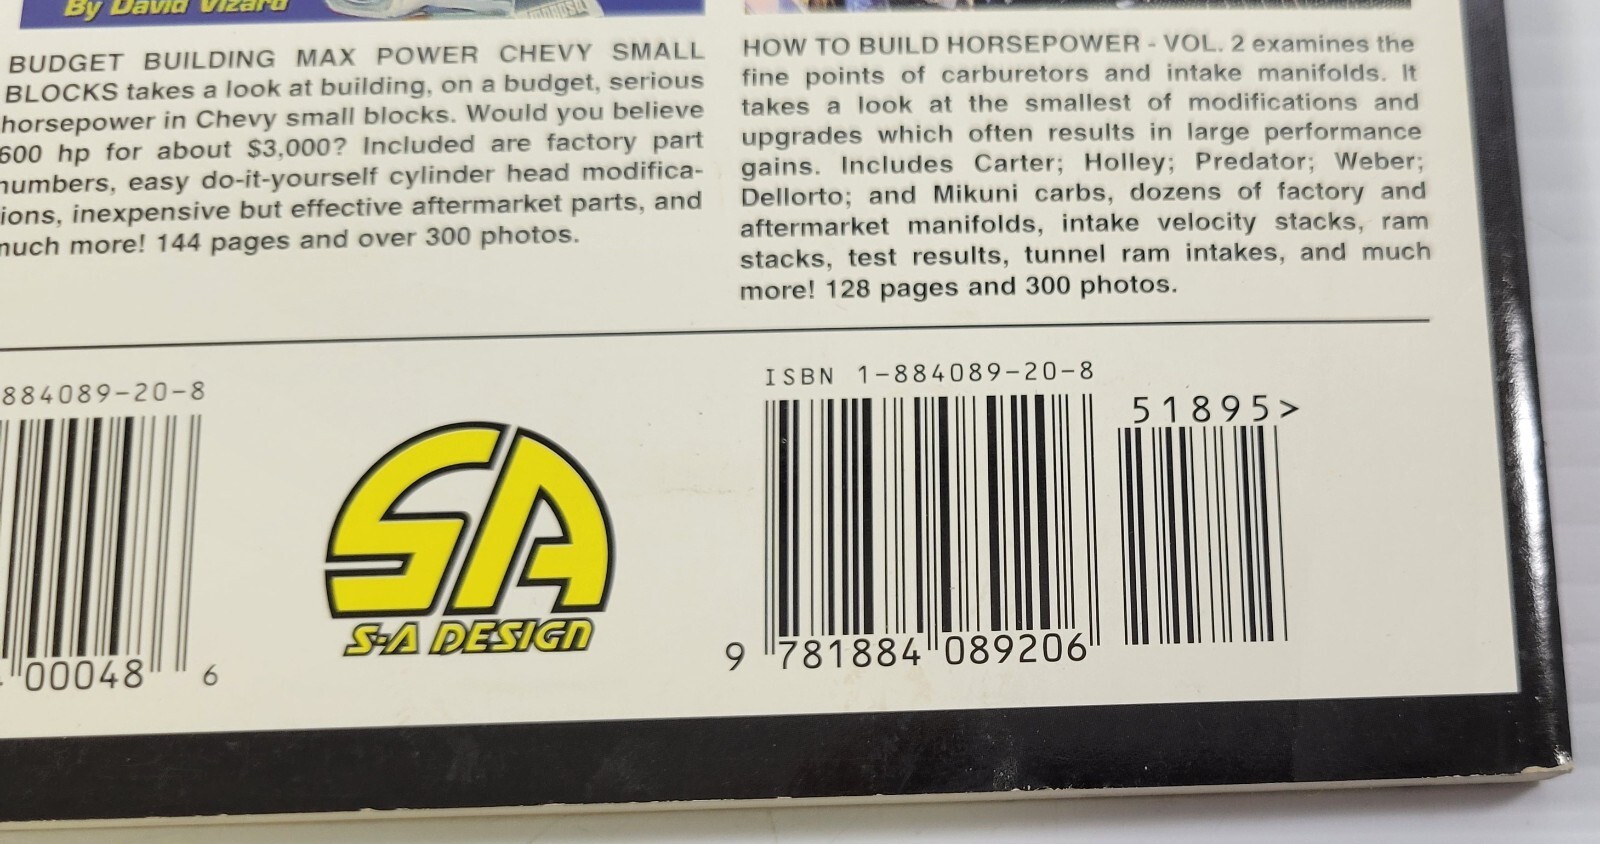 By David Vizard
BUDGET BUILDING MAX POWER CHEVY SMALL
BLOCKS takes a look at building, on a budget, serious
horsepower in Chevy small blocks. Would you believe
600 hp for about $3,000? Included are factory part
numbers, easy do-it-yourself cylinder head modifica-
ions, inexpensive but effective aftermarket parts, and
much more! 144 pages and over 300 photos.
HOW TO BUILD HORSEPOWER - VOL. 2 examines the
fine points of carburetors and intake manifolds. It
takes a look at the smallest of modifications and
upgrades which often results in large performance
gains. Includes Carter; Holley; Predator; Weber;
Dellorto; and Mikuni carbs, dozens of factory and
aftermarket manifolds, intake velocity stacks, ram
stacks, test results, tunnel ram intakes, and much
more! 128 pages and 300 photos.
884089-20-8
00048 6
SA
S-A DESIGN
ISBN 1-884089-20-8
51895>
9 781884 089206